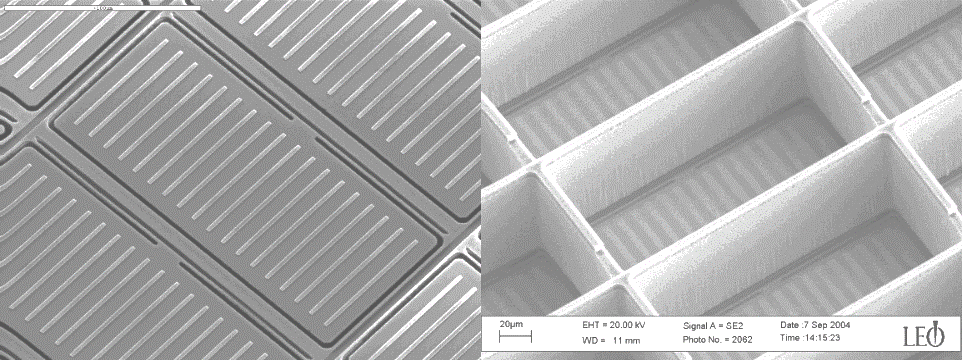 20µm
EHT = 20.00 kV
Signal A = SE2
Date :7 Sep 2004
WD = 11 mm
Photo No. = 2062
Time :14:15:23
LEO